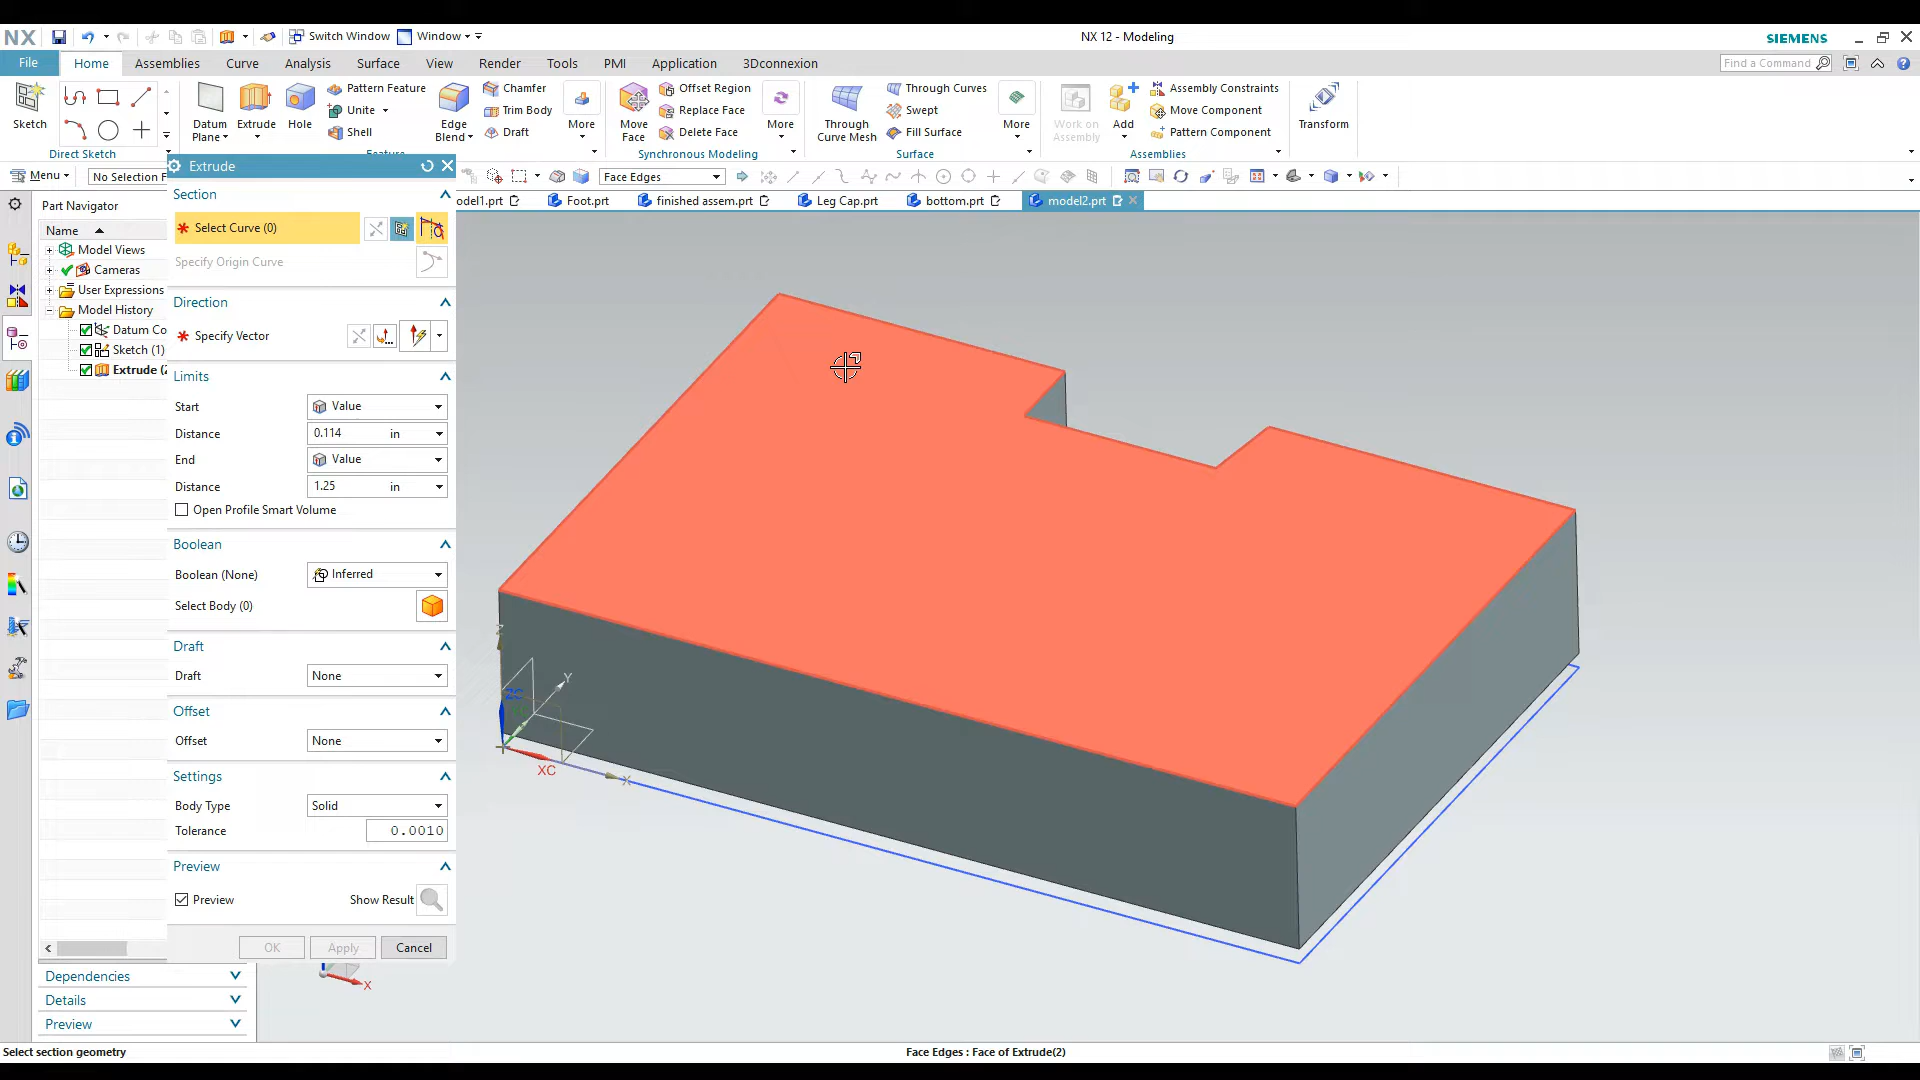 NX
Switch Window
Window
NX 12 - Modeling
SIEMENS
File
Home
Assemblies
Curve
Analysis
Surface
View
Render
Tools
PMI
Application
3Dconnexion
Find a Command
Sketch
Direct Sketch
Datum Plane
Extrude
Hole
Pattern Feature
Unite
Shell
Edge Blend
Chamfer
Trim Body
Draft
More
Feature
Move Face
Offset Region
Replace Face
Delete Face
More
Synchronous Modeling
Through Curve Mesh
Through Curves
Swept
Fill Surface
More
Surface
Work on Assembly
Add
Assembly Constraints
Move Component
Pattern Component
Assemblies
Transform
Menu
No Selection F
Face Edges
odel1.prt
Foot.prt
finished assem.prt
Leg Cap.prt
bottom.prt
model2.prt
Part Navigator
Name
Model Views
Cameras
User Expressions
Model History
Datum Co
Sketch (1)
Extrude (2
Dependencies
Details
Preview
Extrude
Section
Select Curve (0)
Specify Origin Curve
Direction
Specify Vector
Limits
Start
Value
Distance
0.114 in
End
Value
Distance
1.25 in
Open Profile Smart Volume
Boolean
Boolean (None)
Inferred
Select Body (0)
Draft
Draft
None
Offset
Offset
None
Settings
Body Type
Solid
Tolerance
0.0010
Preview
Preview
Show Result
OK
Apply
Cancel
Z
ZC
Y
XC
X
X
Select section geometry
Face Edges : Face of Extrude(2)